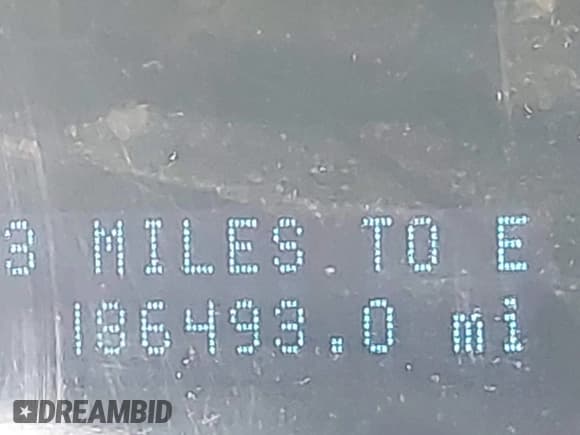 3 MILES TO E
186493.0 mi
DREAMBID